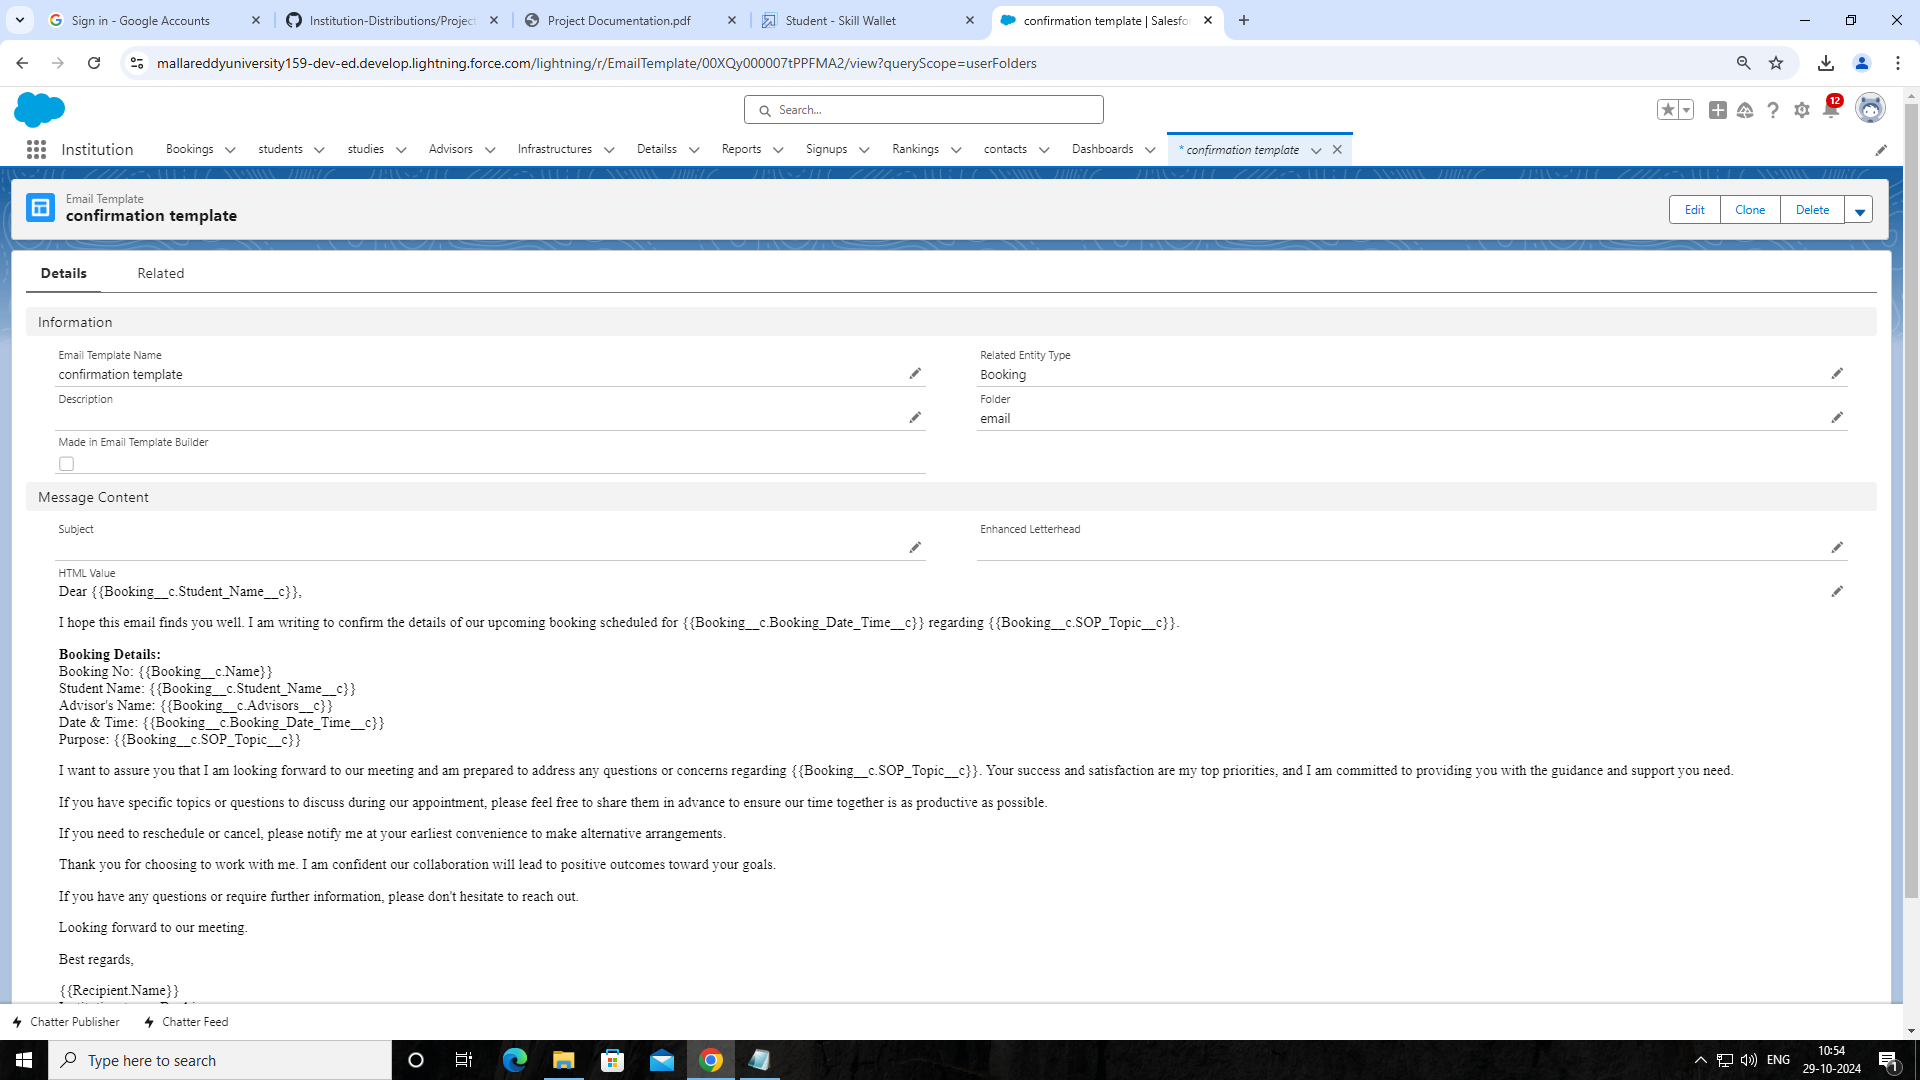 Sign in - Google Accounts
Institution-Distributions/Project
Project Documentation.pdf
Student - Skill Wallet
confirmation template | Salesfo
mallareddyuniversity159-dev-ed.develop.lightning.force.com/lightning/r/EmailTemplate/00XQy000007tPPFMA2/view?queryScope=userFolders
Search...
12
Institution
Bookings
students
studies
Advisors
Infrastructures
Detailss
Reports
Signups
Rankings
contacts
Dashboards
* confirmation template
Email Template
confirmation template
Edit
Clone
Delete
Details
Related
Information
Email Template Name
confirmation template
Related Entity Type
Booking
Description
Folder
email
Made in Email Template Builder
Message Content
Subject
Enhanced Letterhead
HTML Value
Dear {{Booking__c.Student_Name__c}},
I hope this email finds you well. I am writing to confirm the details of our upcoming booking scheduled for {{Booking__c.Booking_Date_Time__c}} regarding {{Booking__c.SOP_Topic__c}}.
Booking Details:
Booking No: {{Booking__c.Name}}
Student Name: {{Booking__c.Student_Name__c}}
Advisor's Name: {{Booking__c.Advisors__c}}
Date & Time: {{Booking__c.Booking_Date_Time__c}}
Purpose: {{Booking__c.SOP_Topic__c}}
I want to assure you that I am looking forward to our meeting and am prepared to address any questions or concerns regarding {{Booking__c.SOP_Topic__c}}. Your success and satisfaction are my top priorities, and I am committed to providing you with the guidance and support you need.
If you have specific topics or questions to discuss during our appointment, please feel free to share them in advance to ensure our time together is as productive as possible.
If you need to reschedule or cancel, please notify me at your earliest convenience to make alternative arrangements.
Thank you for choosing to work with me. I am confident our collaboration will lead to positive outcomes toward your goals.
If you have any questions or require further information, please don't hesitate to reach out.
Looking forward to our meeting.
Best regards,
{{Recipient.Name}}
Chatter Publisher
Chatter Feed
Type here to search
ENG
10:54
29-10-2024
1